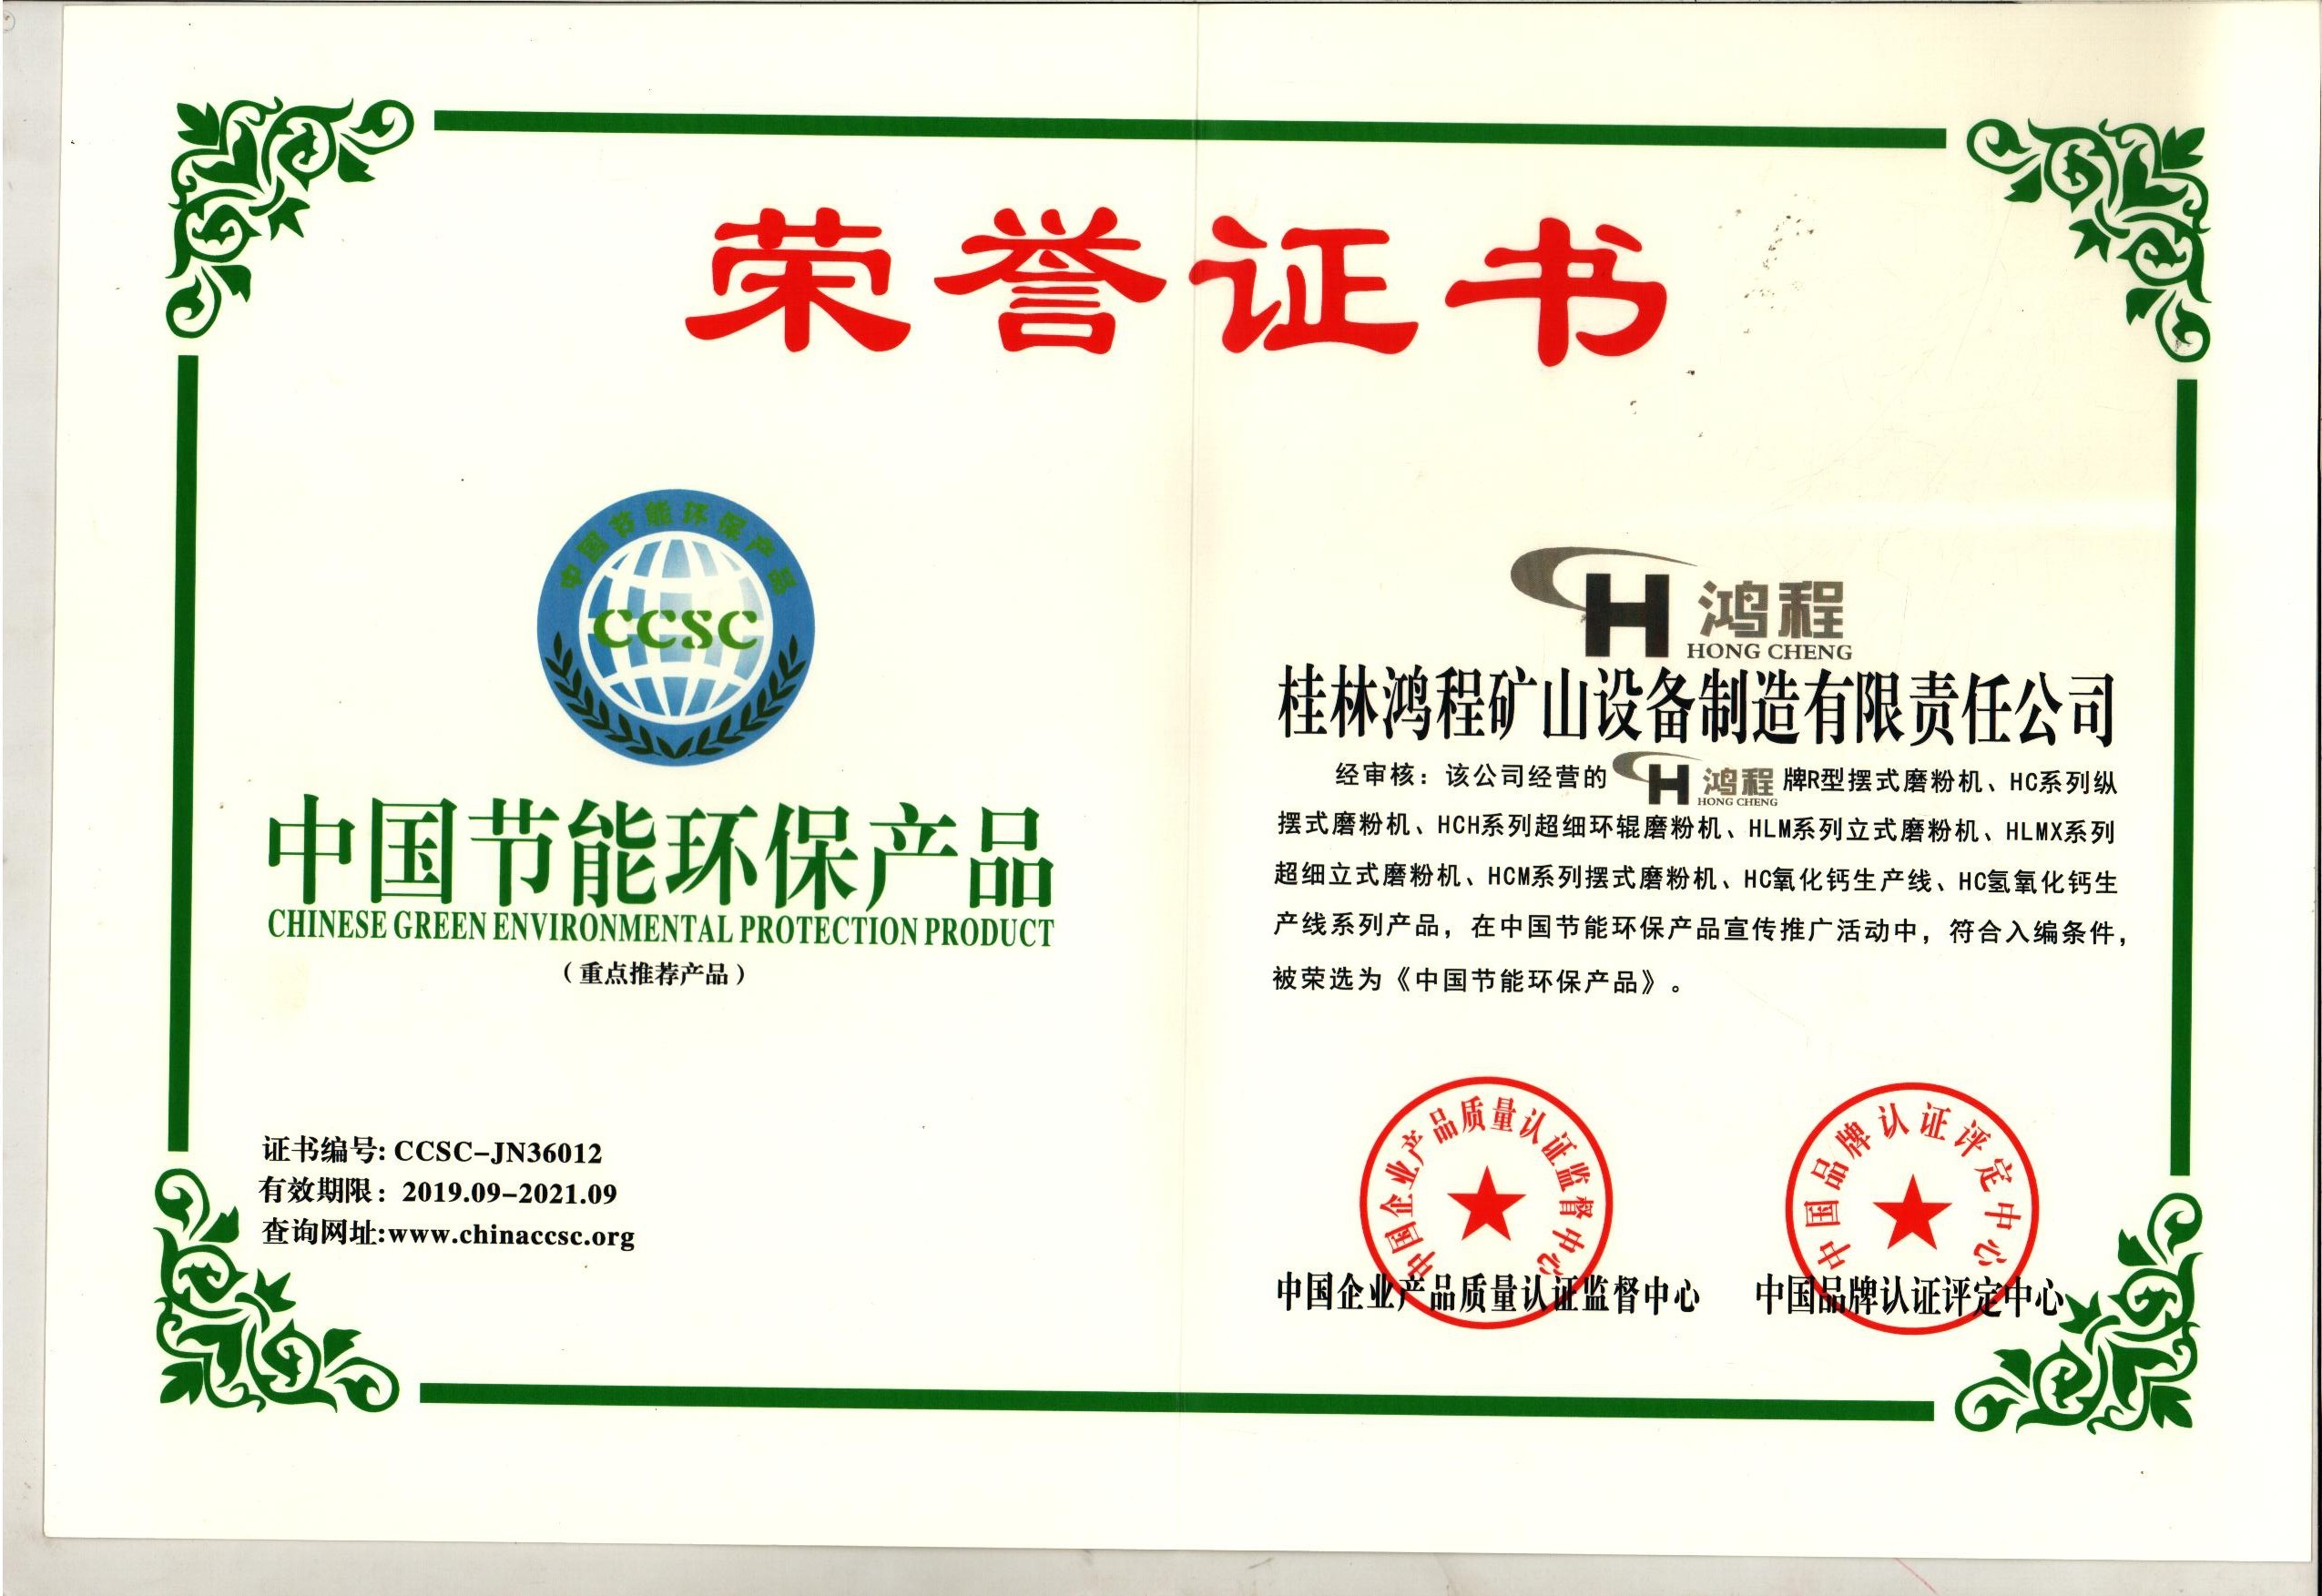 荣誉证书
中国节能环保产品
CCSC
中国节能环保产品
CHINESE GREEN ENVIRONMENTAL PROTECTION PRODUCT
（重点推荐产品）
证书编号: CCSC-JN36012
有效期限: 2019.09-2021.09
查询网址:www.chinaccsc.org
H 鸿程
HONG CHENG
桂林鸿程矿山设备制造有限责任公司
经审核：该公司经营的 H 鸿程 HONG CHENG 牌R型摆式磨粉机、HC系列纵
摆式磨粉机、HCH系列超细环辊磨粉机、HLM系列立式磨粉机、HLMX系列
超细立式磨粉机、HCM系列摆式磨粉机、HC氧化钙生产线、HC氢氧化钙生
产线系列产品，在中国节能环保产品宣传推广活动中，符合入编条件，
被荣选为《中国节能环保产品》。
中国企业产品质量认证监督中心
中国品牌认证评定中心
中国企业产品质量认证监督中心
中国品牌认证评定中心